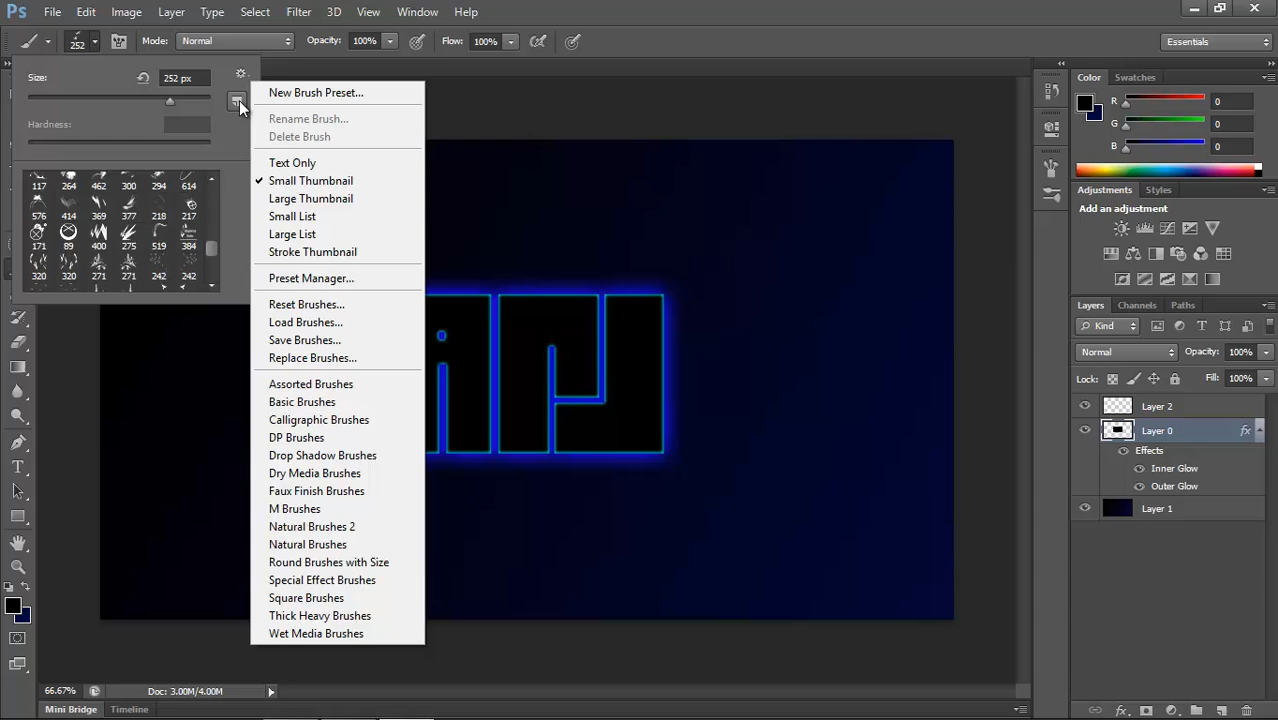 Ps File Edit Image Layer Type Select Filter 3D View Window Help
252 Mode: Normal Opacity: 100% Flow: 100% Essentials
Size: 252 px
Hardness:
117 264 462 300 294 614
576 414 369 377 218 217
171 89 400 275 519 384
320 320 271 271 242 242
New Brush Preset...
Rename Brush...
Delete Brush
Text Only
Small Thumbnail
Large Thumbnail
Small List
Large List
Stroke Thumbnail
Preset Manager...
Reset Brushes...
Load Brushes...
Save Brushes...
Replace Brushes...
Assorted Brushes
Basic Brushes
Calligraphic Brushes
DP Brushes
Drop Shadow Brushes
Dry Media Brushes
Faux Finish Brushes
M Brushes
Natural Brushes 2
Natural Brushes
Round Brushes with Size
Special Effect Brushes
Square Brushes
Thick Heavy Brushes
Wet Media Brushes
Color Swatches
R 0
G 0
B 0
Adjustments Styles
Add an adjustment
Layers Channels Paths
Kind
Normal Opacity: 100%
Lock: Fill: 100%
Layer 2
Layer 0 fx
Effects
Inner Glow
Outer Glow
Layer 1
66.67% Doc: 3.00M/4.00M
Mini Bridge Timeline